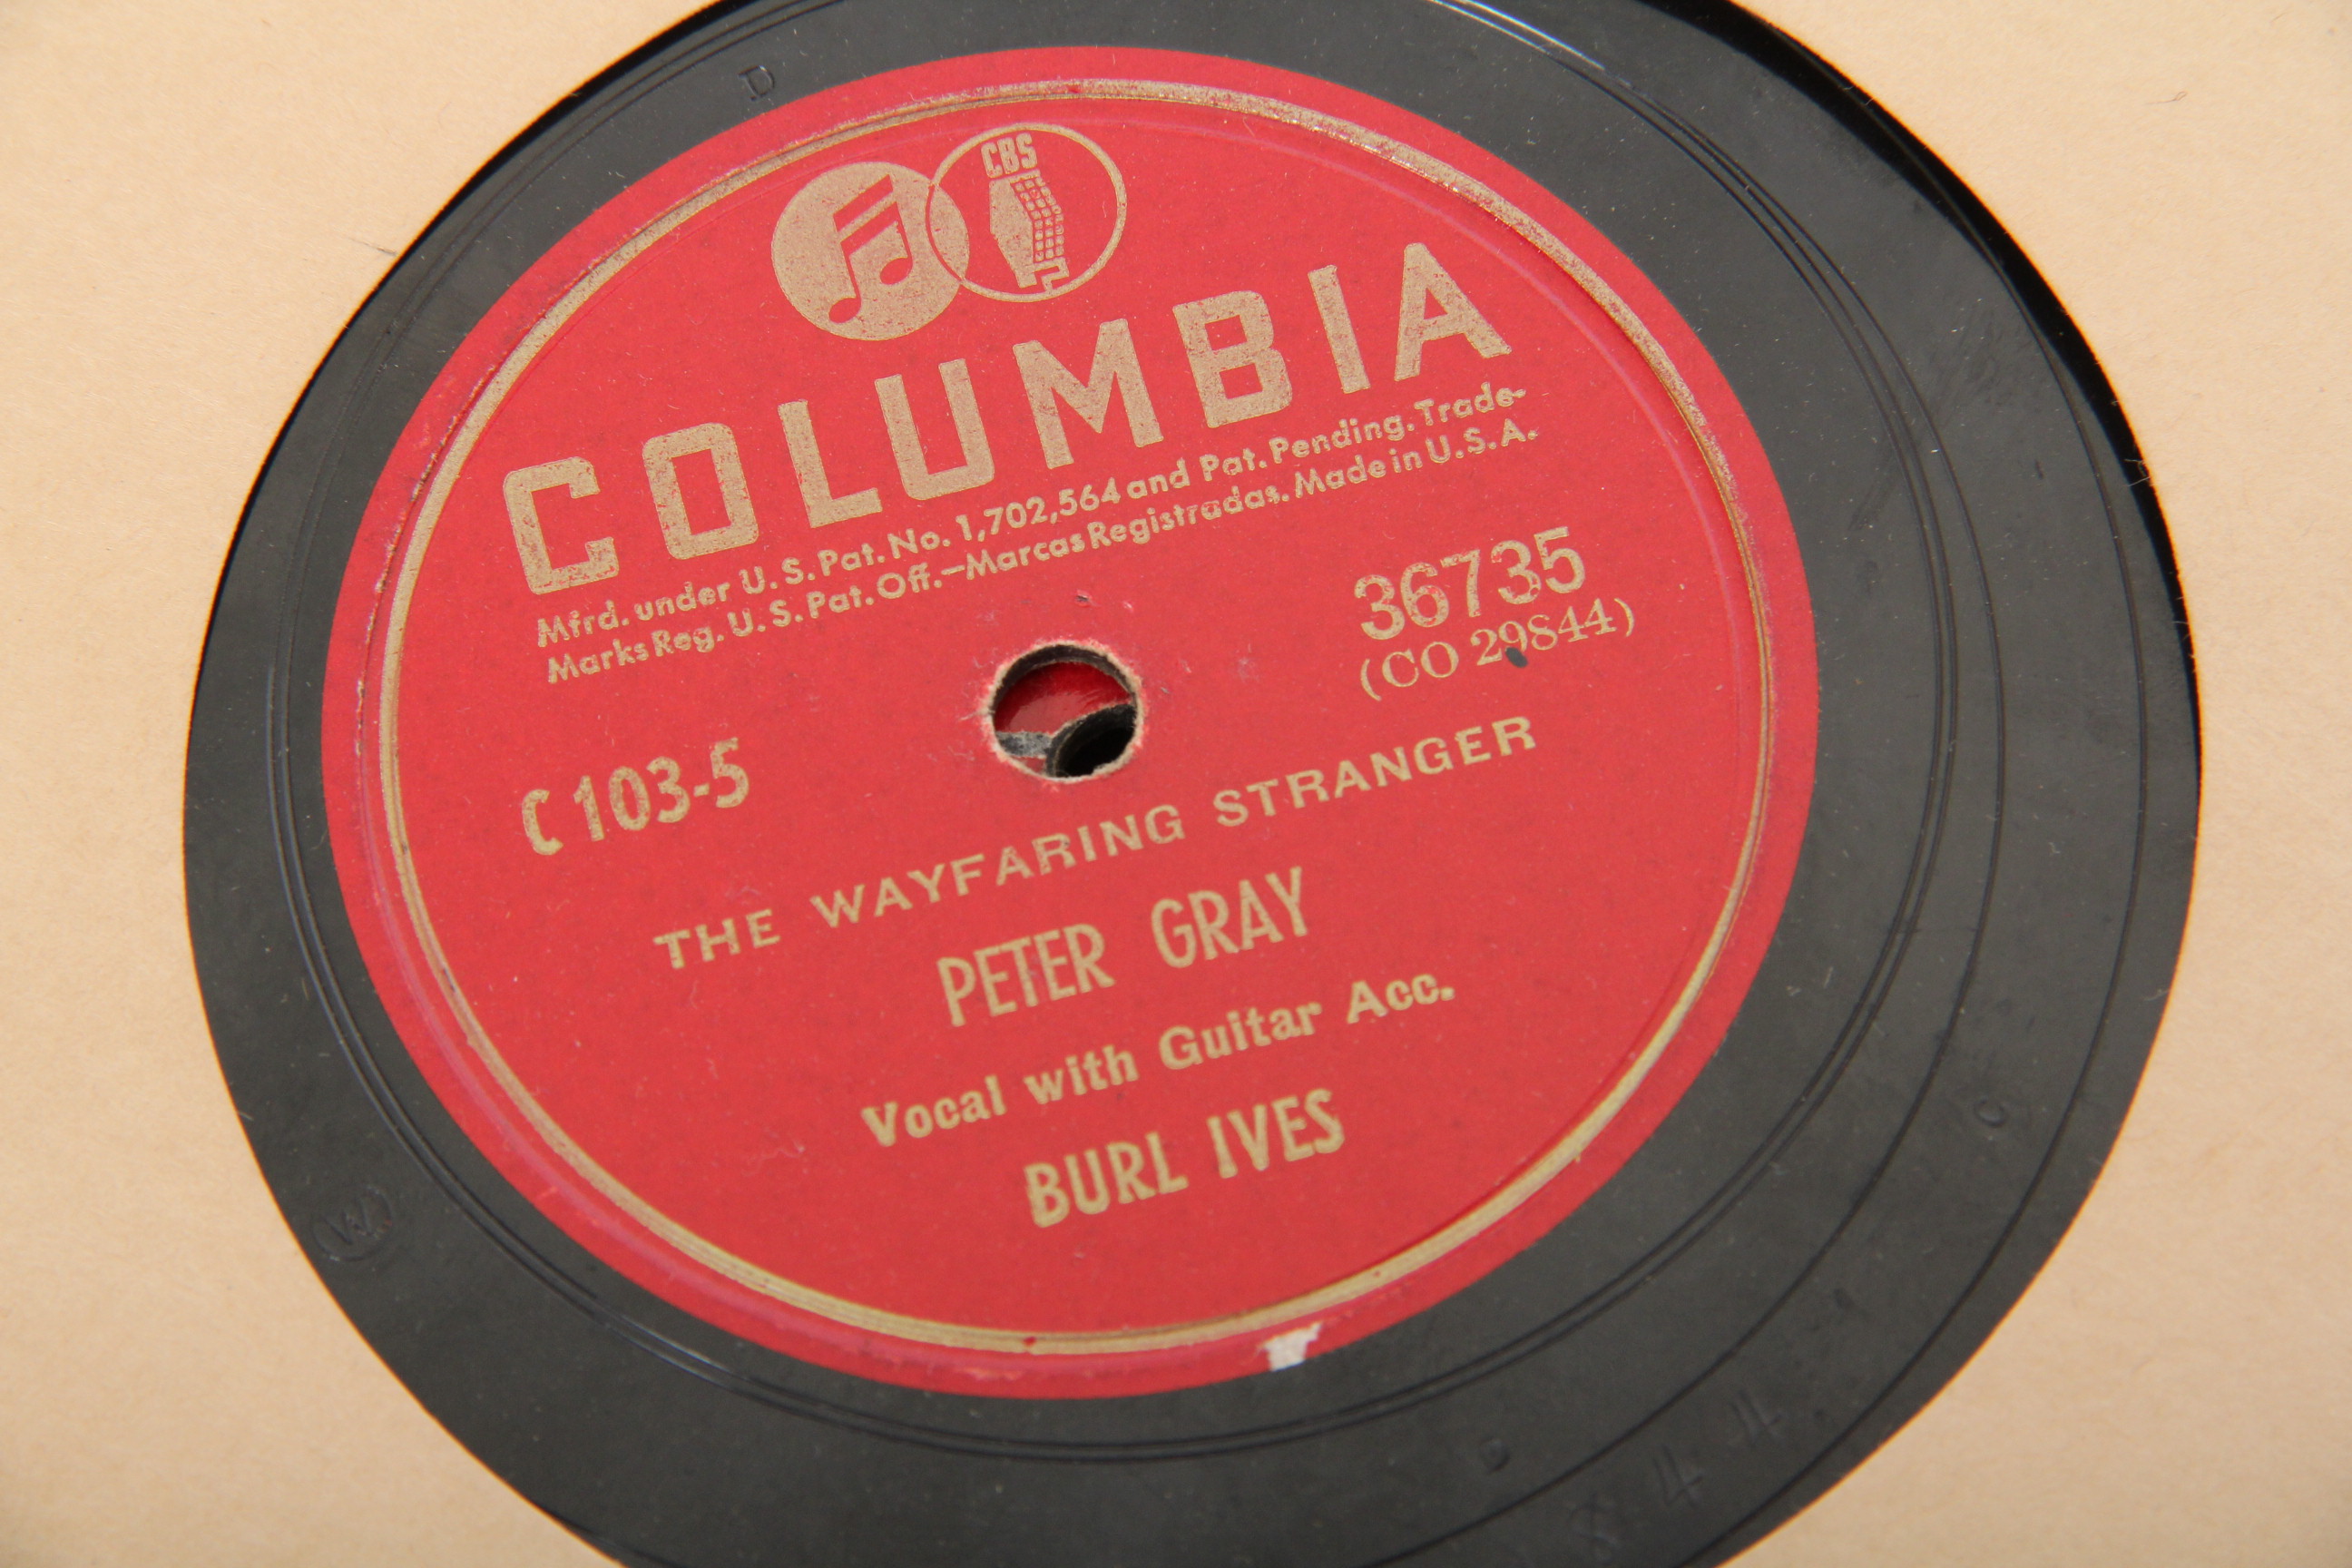 D
CBS
COLUMBIA
Mfrd. under U.S. Pat. No. 1,702,564 and Pat. Pending. Trade-
Marks Reg. U.S. Pat. Off.—Marcas Registradas. Made in U.S.A.
36735
(CO 29844)
C 103-5
THE WAYFARING STRANGER
PETER GRAY
Vocal with Guitar Acc.
BURL IVES
(W)
C
844